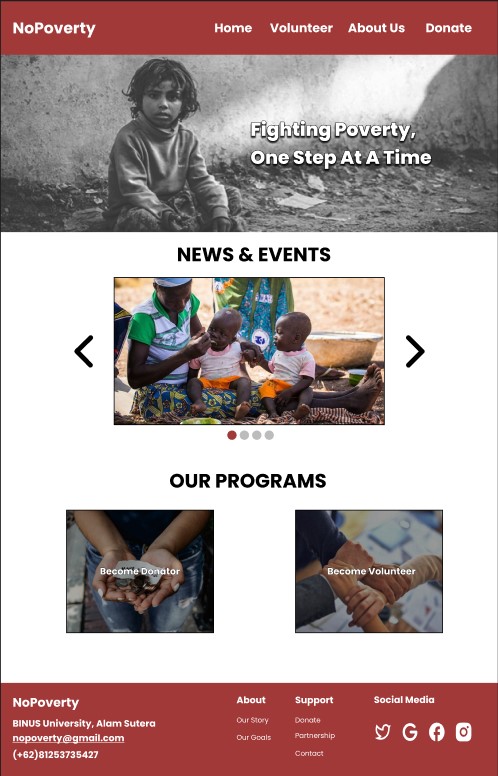 NoPoverty
Home Volunteer About Us Donate
Fighting Poverty,
One Step At A Time
NEWS & EVENTS
OUR PROGRAMS
Become Donator
Become Volunteer
NoPoverty
BINUS University, Alam Sutera
nopoverty@gmail.com
(+62)81253735427
About
Our Story
Our Goals
Support
Donate
Partnership
Contact
Social Media